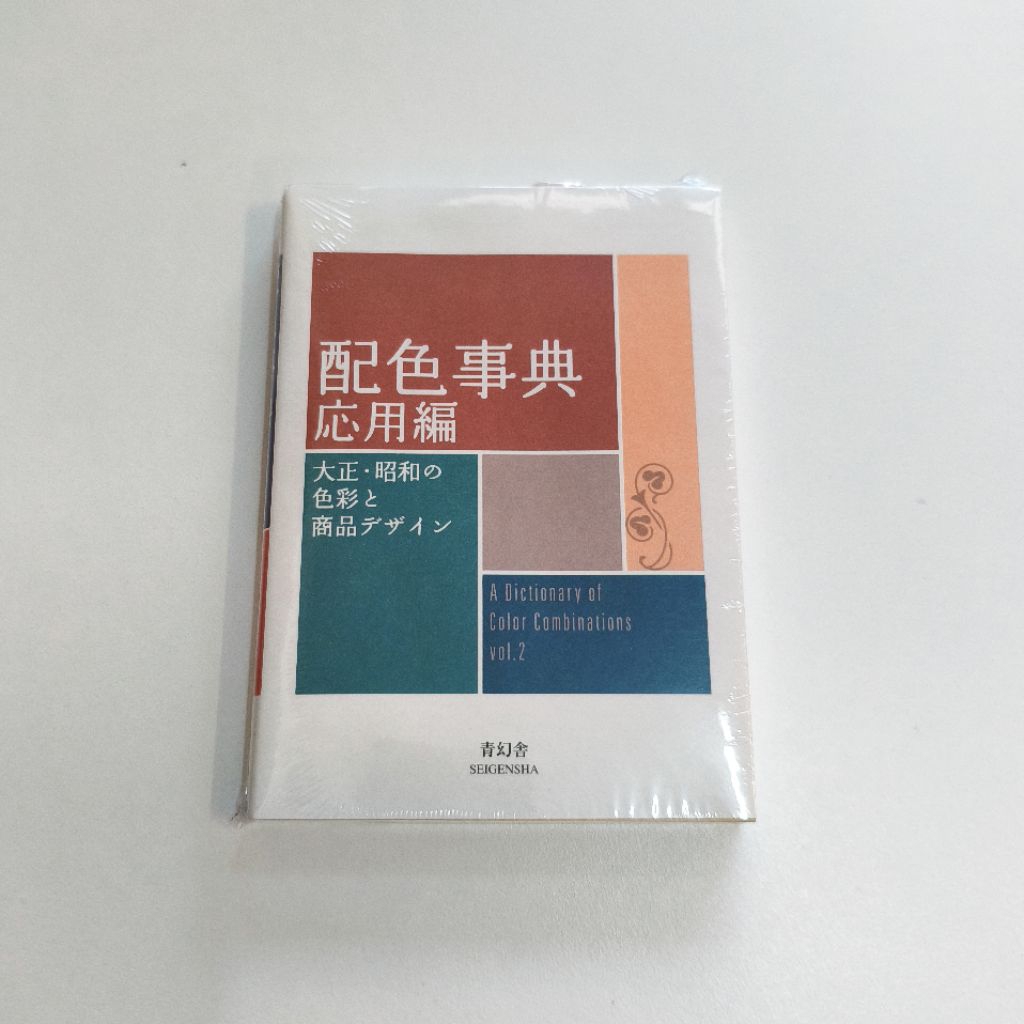 配色事典
応用編
大正・昭和の
色彩と
商品デザイン
A Dictionary of
Color Combinations
vol.2
青幻舎
SEIGENSHA